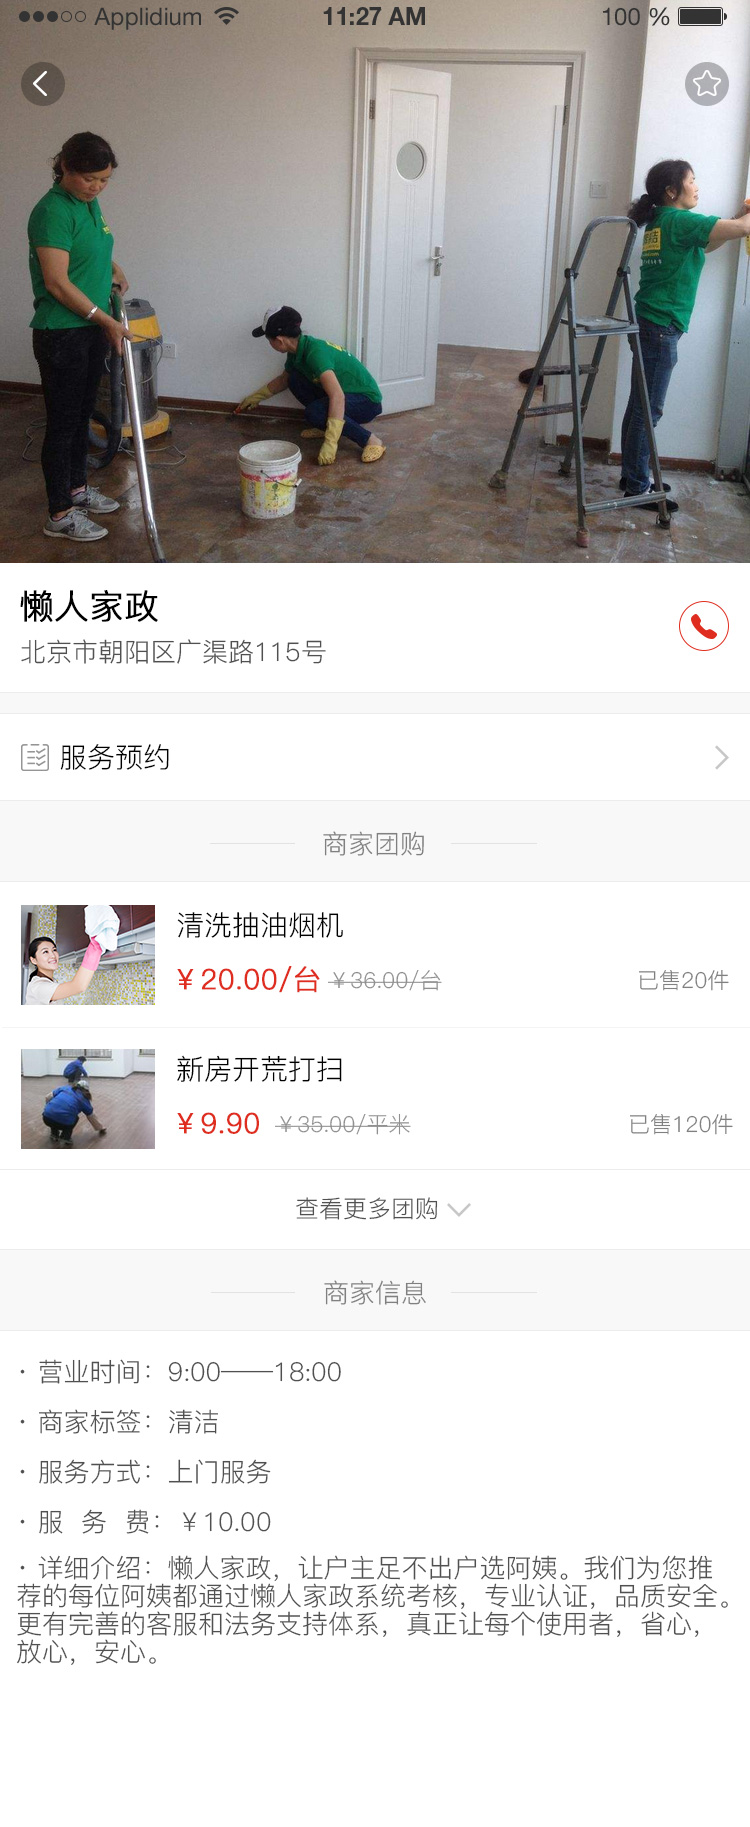 Applidium 11:27 AM 100 %
懒人家政
北京市朝阳区广渠路115号
服务预约
商家团购
清洗抽油烟机
¥20.00/台 ¥36.00/台 已售20件
新房开荒打扫
¥9.90 ¥35.00/平米 已售120件
查看更多团购
商家信息
· 营业时间：9:00——18:00
· 商家标签：清洁
· 服务方式：上门服务
· 服 务 费：¥10.00
· 详细介绍：懒人家政，让户主足不出户选阿姨。我们为您推
荐的每位阿姨都通过懒人家政系统考核，专业认证，品质安全。
更有完善的客服和法务支持体系，真正让每个使用者，省心，
放心，安心。